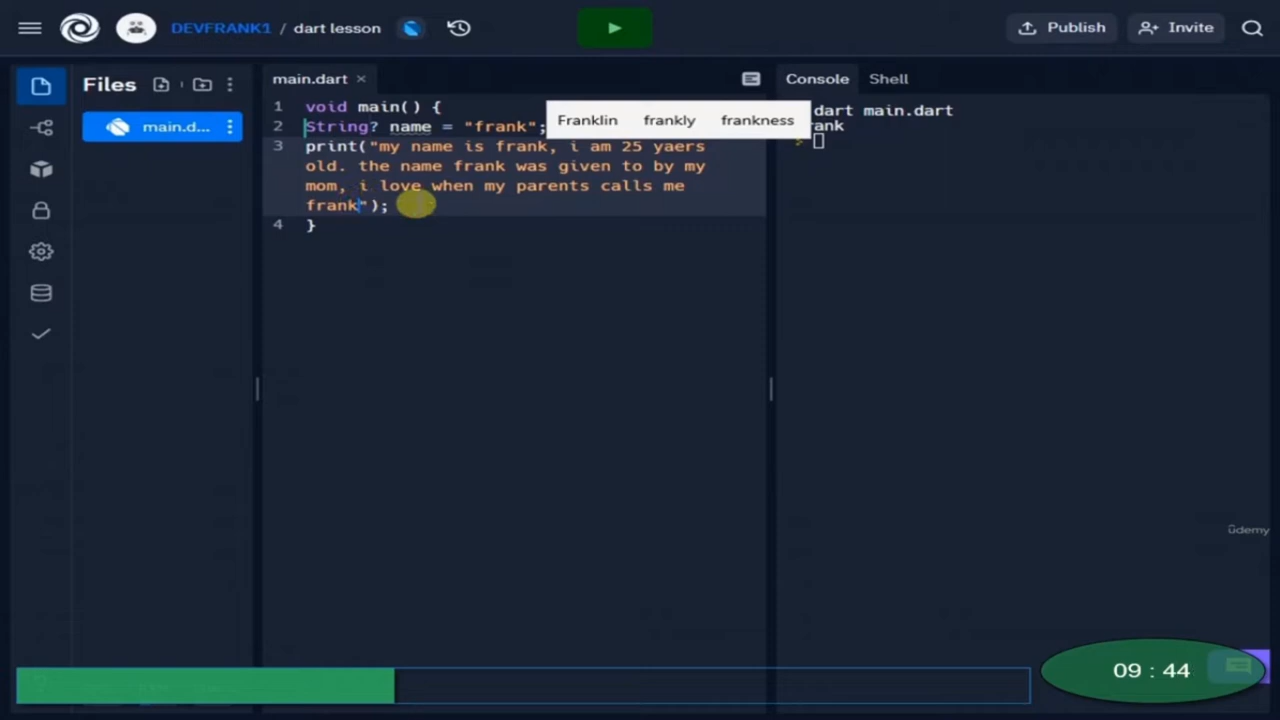 DEVFRANK1 / dart lesson
Publish
Invite
Files
main.dart ×
Console
Shell
main.d...
1 void main() {
2 String? name = "frank";
3 print("my name is frank, i am 25 yaers
old. the name frank was given to by my
mom, i love when my parents calls me
frank");
4 }
Franklin frankly frankness
dart main.dart
rank
>
ûdemy
09 : 44